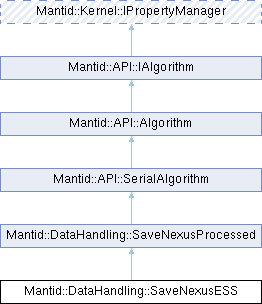 Mantid::Kernel::IPropertyManager
Mantid::API::IAlgorithm
Mantid::API::Algorithm
Mantid::API::SerialAlgorithm
Mantid::DataHandling::SaveNexusProcessed
Mantid::DataHandling::SaveNexusESS